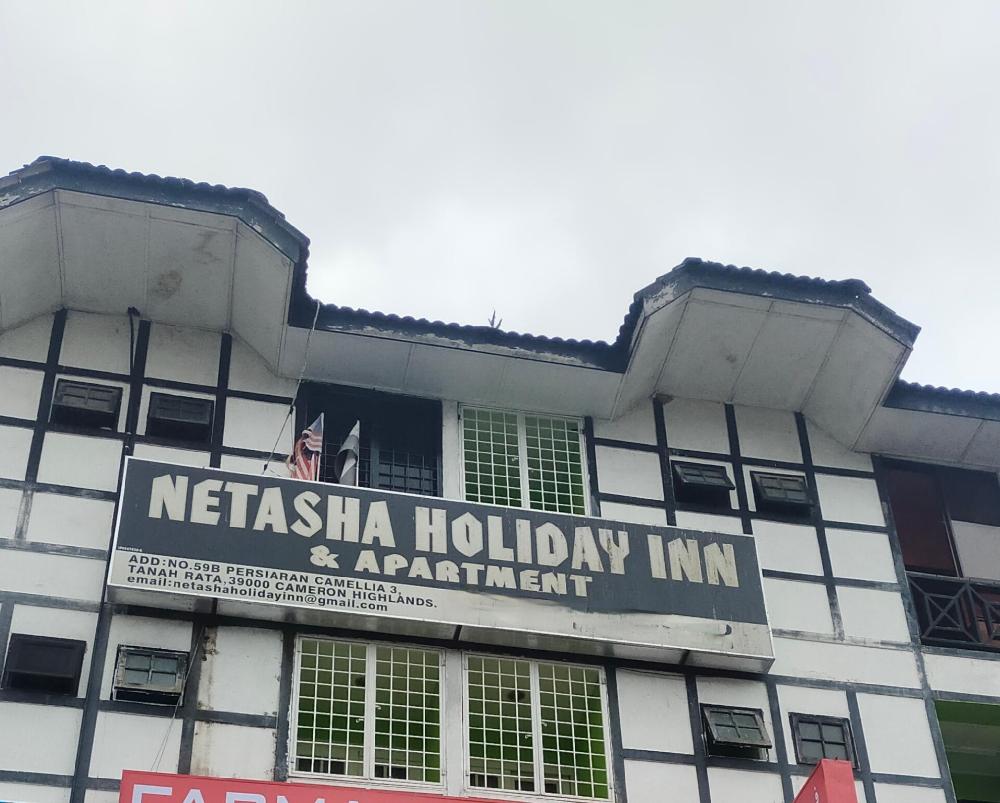 NETASHA HOLIDAY INN
& APARTMENT
ADD:NO.59B PERSIARAN CAMELLIA 3,
TANAH RATA,39000 CAMERON HIGHLANDS.
email:netashaholidayinn@gmail.com